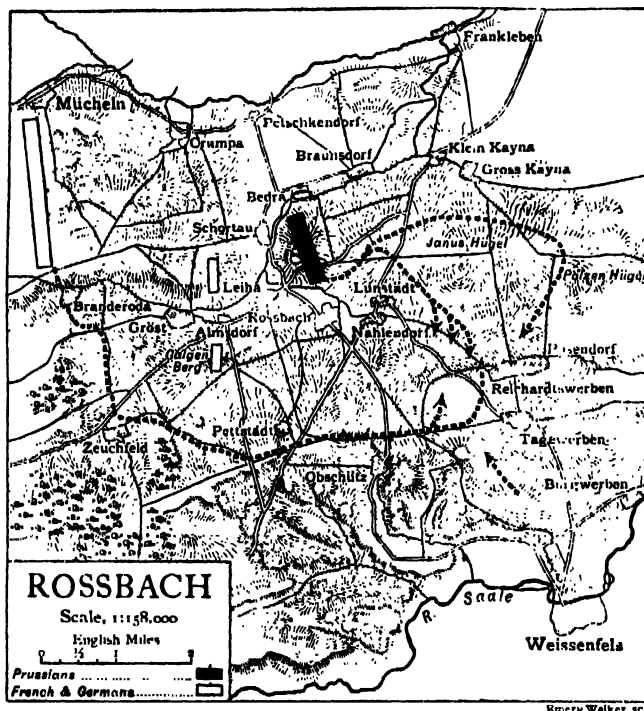 Frankleben
Mücheln
Petschkendorf
Orumpa
Braunsdorf
Klein Kayna
Gross Kayna
Bedra
Schortau
Janus Hügel
Leiha
Lunstädt
Branderoda
Rossbach
Gröst
Almsdorf
Nahlendorf
Galgen
Berg
Reichardtswerben
Pettstädt
Zeuchfeld
Tagewerben
Obschütz
Burgwerben
ROSSBACH
Scale, 1:158,000
English Miles
0 ½ 1 2
R. Saale
Weissenfels
Prussians
French & Germans
Emery Walker sc